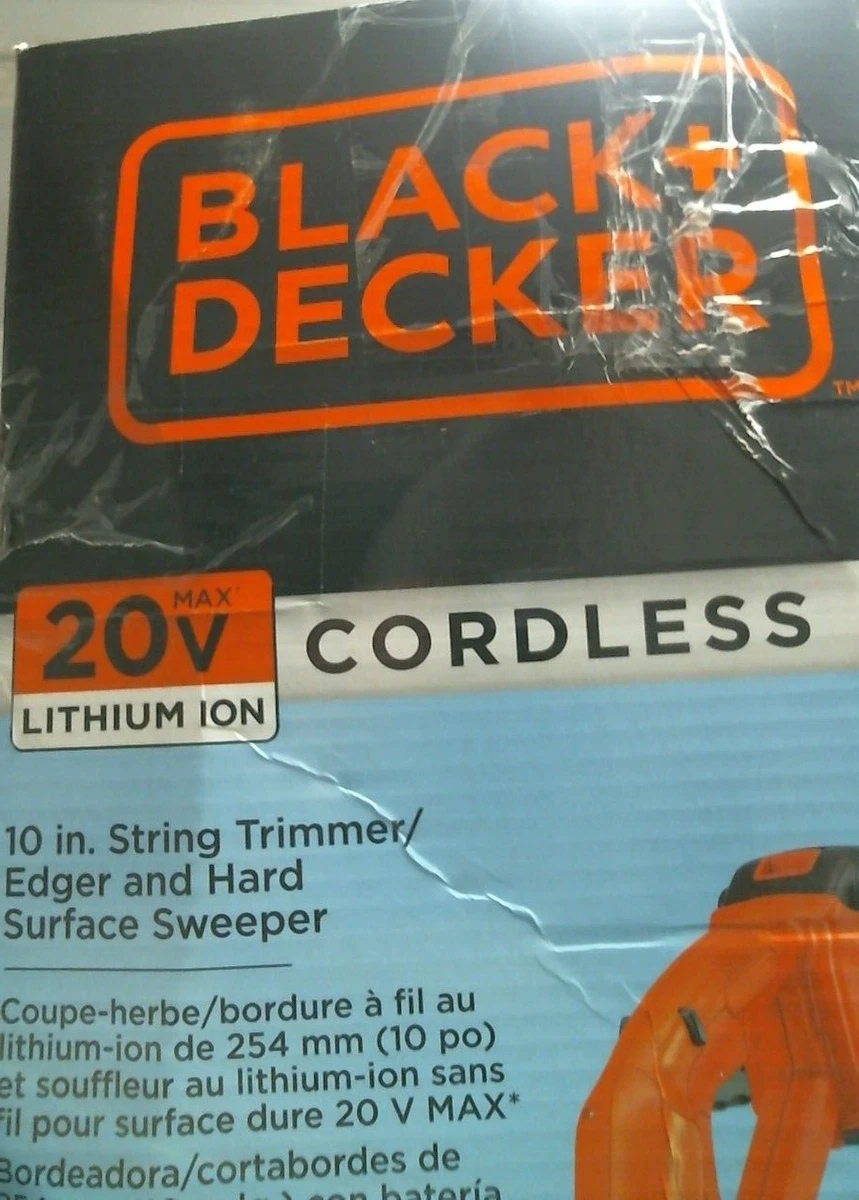 BLACK+
DECKER
TM
20V MAX*
LITHIUM ION
CORDLESS
10 in. String Trimmer/
Edger and Hard
Surface Sweeper
Coupe-herbe/bordure à fil au
lithium-ion de 254 mm (10 po)
et souffleur au lithium-ion sans
fil pour surface dure 20 V MAX*
Bordeadora/cortabordes de
con batería